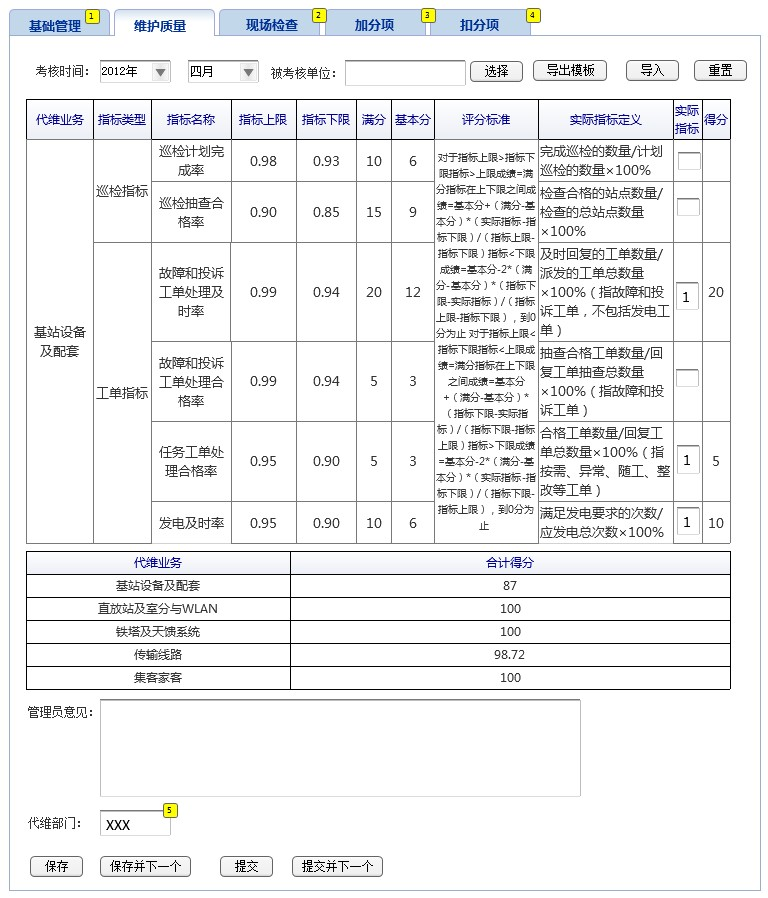 基础管理 1 维护质量 现场检查 2 加分项 3 扣分项 4
考核时间： 2012年 四月 被考核单位： 选择 导出模板 导入 重置
代维业务 指标类型 指标名称 指标上限 指标下限 满分 基本分 评分标准 实际指标定义 实际指标 得分
基站设备及配套
巡检指标
巡检计划完
成率
0.98 0.93 10 6
完成巡检的数量/计划
巡检的数量×100%
巡检抽查合
格率
0.90 0.85 15 9
检查合格的站点数量/
检查的总站点数量
×100%
工单指标
故障和投诉
工单处理及
时率
0.99 0.94 20 12
及时回复的工单数量/
派发的工单总数量
×100%（指故障和投
诉工单，不包括发电工
单）
1 20
故障和投诉
工单处理合
格率
0.99 0.94 5 3
抽查合格工单数量/回
复工单抽查总数量
×100%（指故障和投
诉工单）
任务工单处
理合格率
0.95 0.90 5 3
合格工单数量/回复工
单总数量×100%（指
按需、异常、随工、整
改等工单）
1 5
发电及时率 0.95 0.90 10 6
满足发电要求的次数/
应发电总次数×100%
1 10
对于指标上限>指标下
限指标>上限成绩=满
分指标在上下限之间成
绩=基本分+（满分-基
本分）*（实际指标-指
标下限）/（指标上限-
指标下限）指标<下限
成绩=基本分-2*（满
分-基本分）*（指标下
限-实际指标）/（指标
上限-指标下限），到0
分为止 对于指标上限<
指标下限指标<上限成
绩=满分指标在上下限
之间成绩=基本分
+（满分-基本分）*
（指标下限-实际指
标）/（指标下限-指标
上限）指标>下限成绩
=基本分-2*（满分-基
本分）*（实际指标-指
标下限）/（指标下限-
指标上限），到0分为
止
代维业务 合计得分
基站设备及配套 87
直放站及室分与WLAN 100
铁塔及天馈系统 100
传输线路 98.72
集客家客 100
管理员意见：
代维部门： XXX 5
保存 保存并下一个 提交 提交并下一个